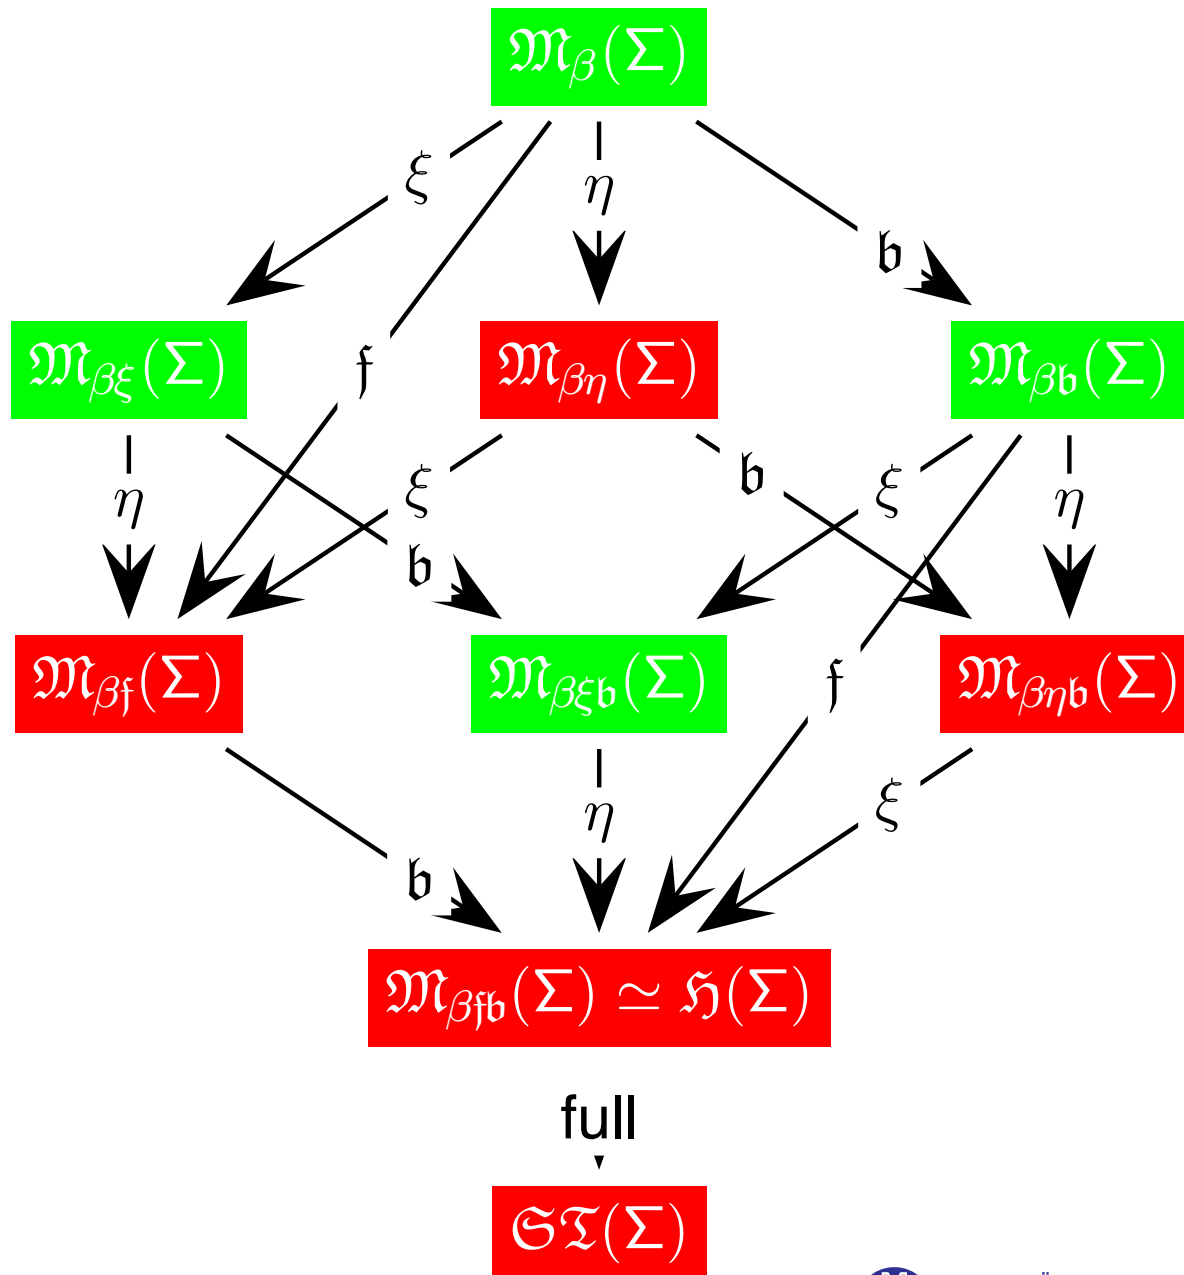 𝔐β(Σ)
ξ
η
𝔟
𝔐βξ(Σ)
𝔣
𝔐βη(Σ)
𝔐β𝔟(Σ)
η
ξ
𝔟
ξ
η
𝔟
𝔐β𝔣(Σ)
𝔐βξ𝔟(Σ)
𝔣
𝔐βη𝔟(Σ)
𝔟
η
ξ
𝔐β𝔣𝔟(Σ) ≃ ℌ(Σ)
full
𝔖𝔗(Σ)